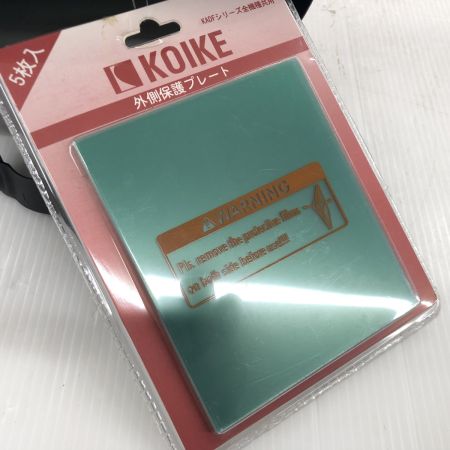 5枚入
KADFシリーズ全機種共用
KOIKE
外側保護プレート
WARNING
Pls. remove the protective films
on both side before use!!!